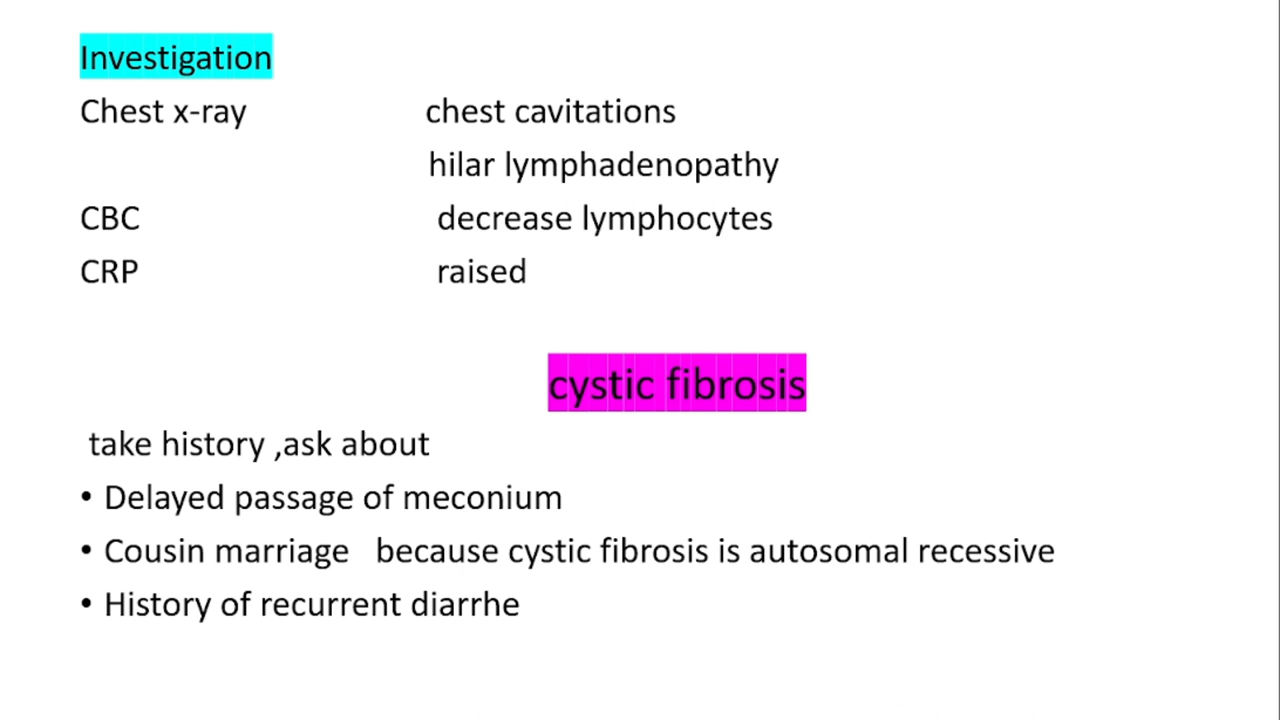 Investigation
Chest x-ray chest cavitations
hilar lymphadenopathy
CBC decrease lymphocytes
CRP raised
cystic fibrosis
take history ,ask about
• Delayed passage of meconium
• Cousin marriage because cystic fibrosis is autosomal recessive
• History of recurrent diarrhe